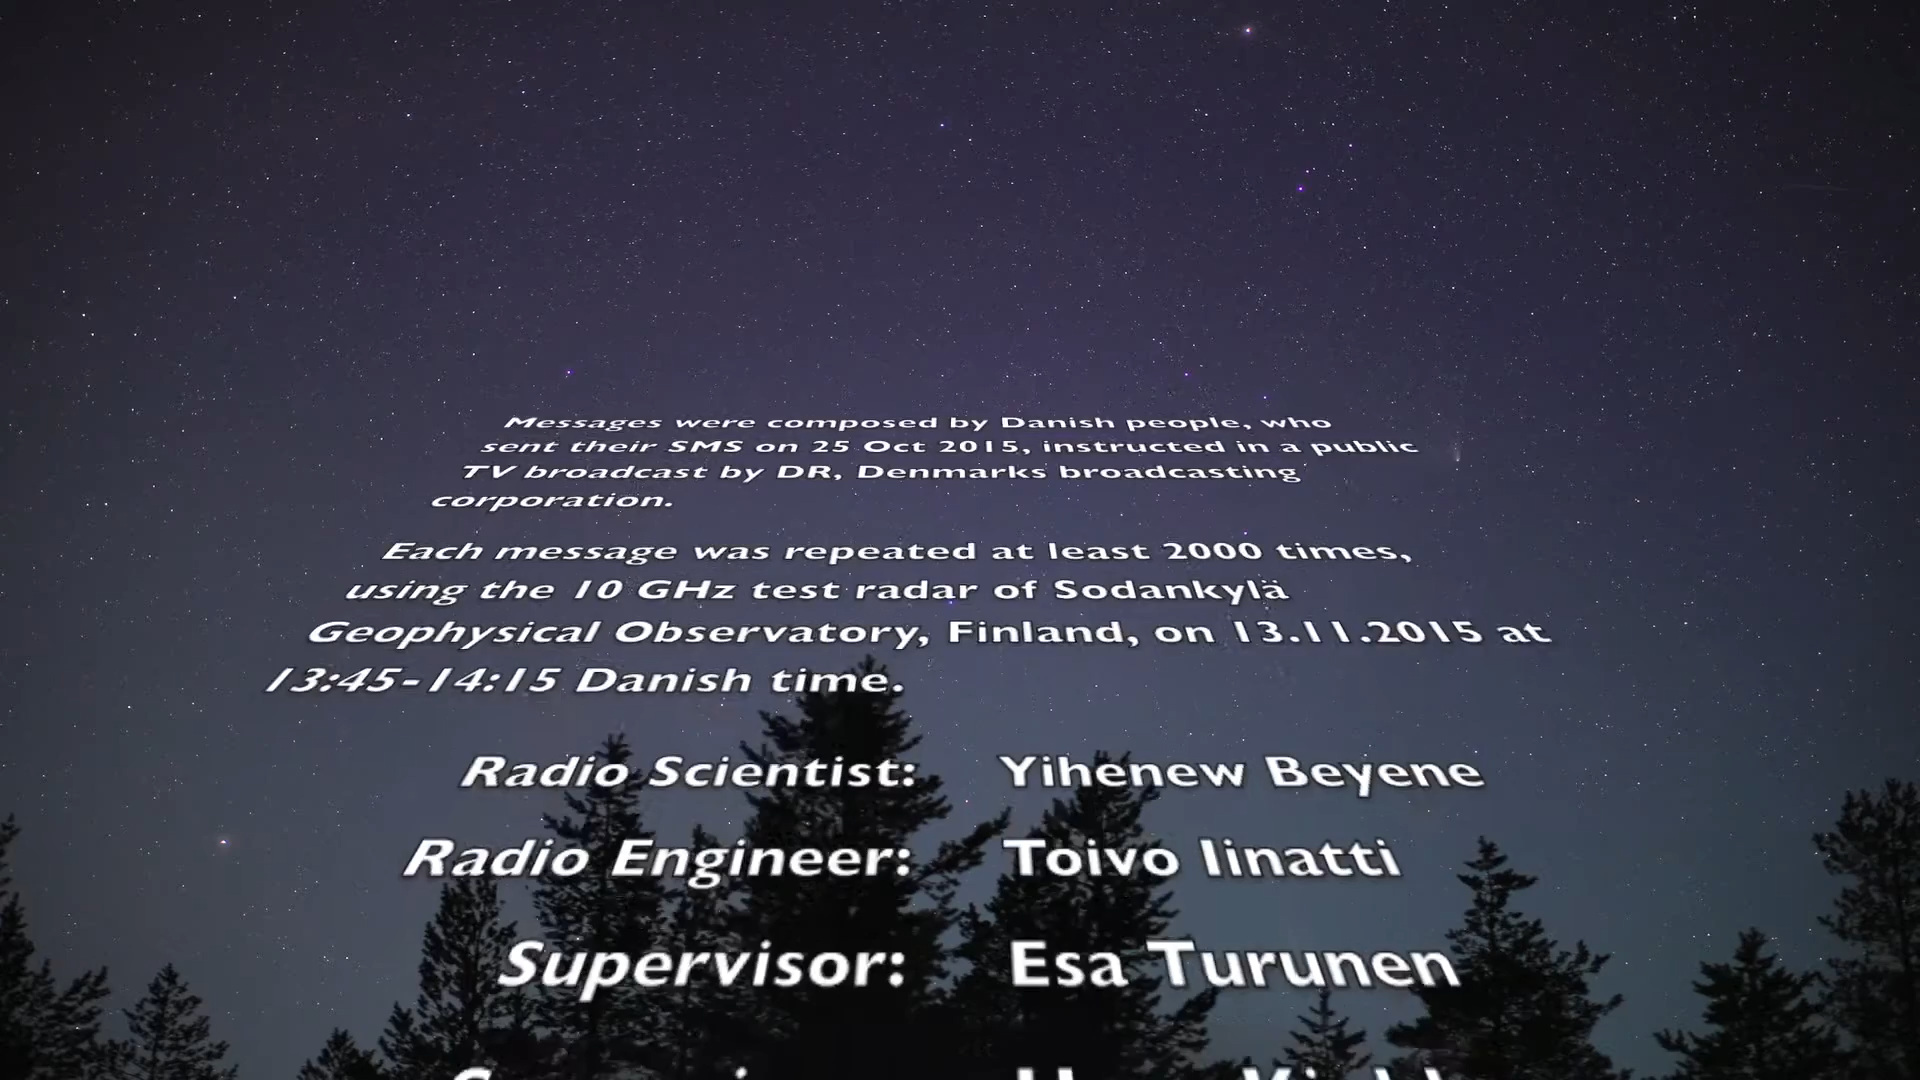 Messages were composed by Danish people, who
sent their SMS on 25 Oct 2015, instructed in a public
TV broadcast by DR, Denmarks broadcasting
corporation.
Each message was repeated at least 2000 times,
using the 10 GHz test radar of Sodankylä
Geophysical Observatory, Finland, on 13.11.2015 at
13:45-14:15 Danish time.
Radio Scientist: Yihenew Beyene
Radio Engineer: Toivo Iinatti
Supervisor: Esa Turunen